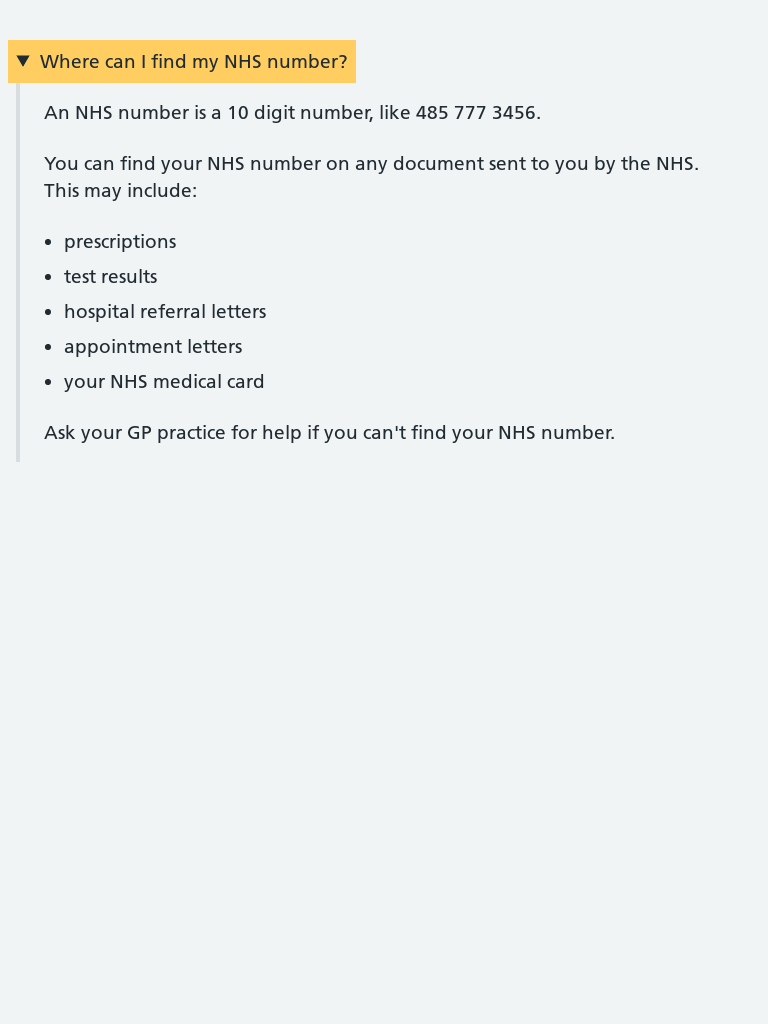 Where can I find my NHS number?
An NHS number is a 10 digit number, like 485 777 3456.
You can find your NHS number on any document sent to you by the NHS.
This may include:
prescriptions
test results
hospital referral letters
appointment letters
your NHS medical card
Ask your GP practice for help if you can't find your NHS number.